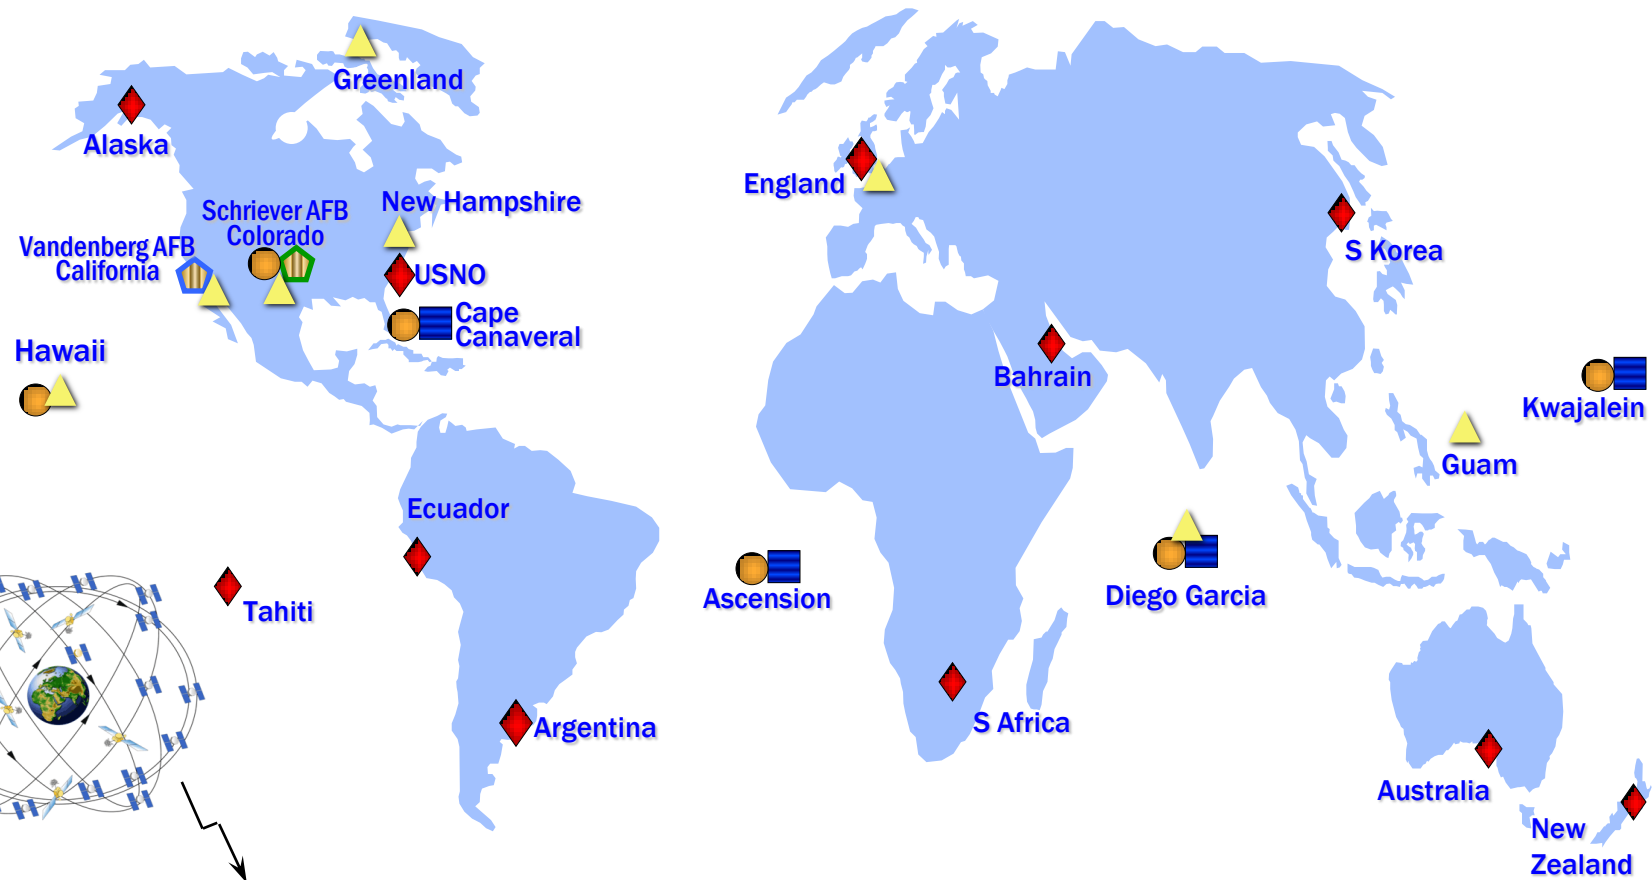 Greenland
Alaska
New Hampshire
England
Schriever AFB
Colorado
Vandenberg AFB
California
S Korea
USNO
Cape
Canaveral
Hawaii
Bahrain
Kwajalein
Guam
Ecuador
Ascension
Diego Garcia
Tahiti
S Africa
Argentina
Australia
New
Zealand